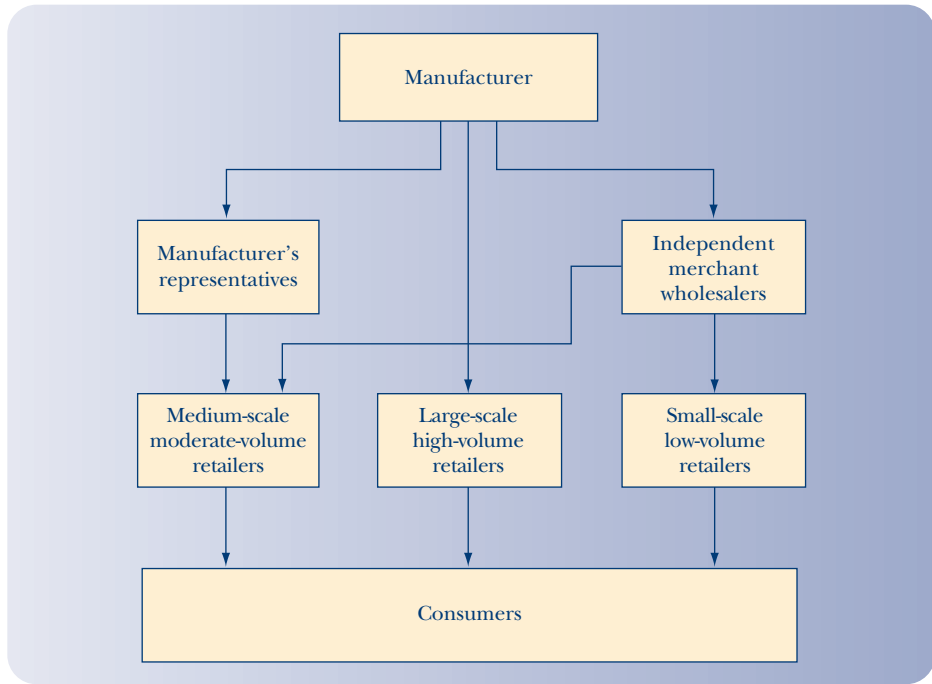 Manufacturer
Manufacturer’s
representatives
Independent
merchant
wholesalers
Medium-scale
moderate-volume
retailers
Large-scale
high-volume
retailers
Small-scale
low-volume
retailers
Consumers